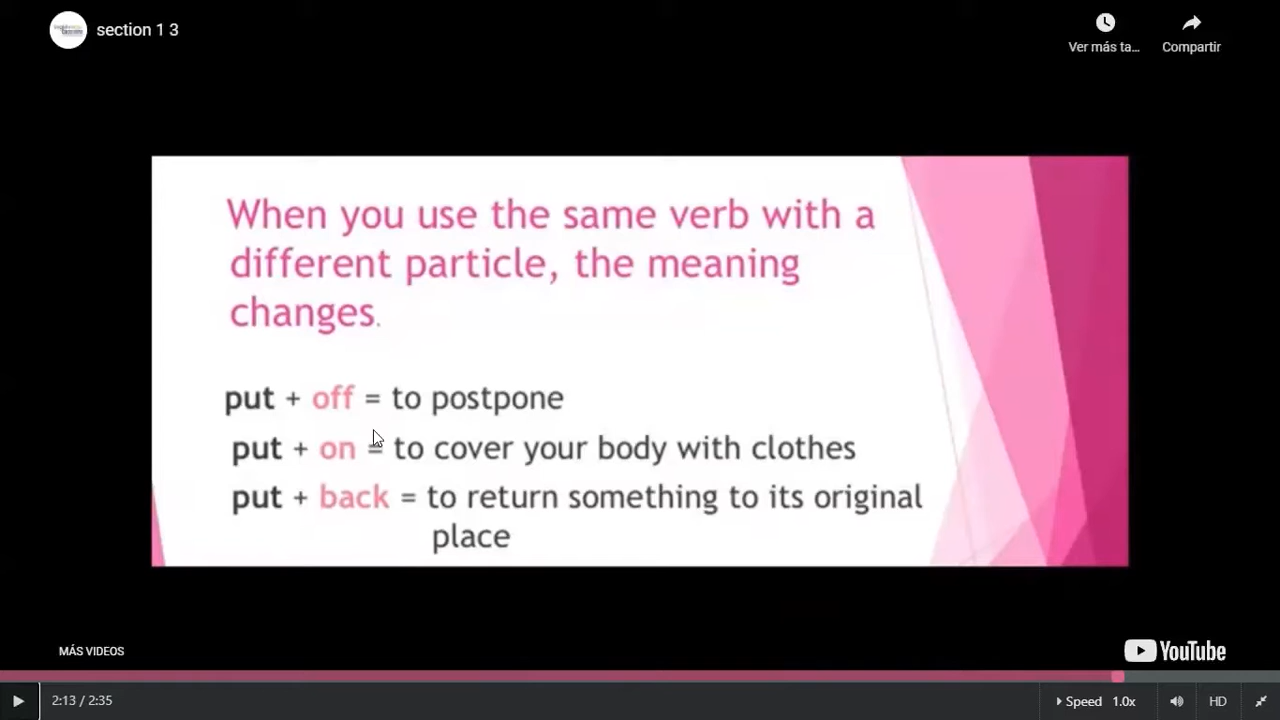 section 1 3
Ver más ta...
Compartir
When you use the same verb with a
different particle, the meaning
changes.
put + off = to postpone
put + on = to cover your body with clothes
put + back = to return something to its original
place
MÁS VIDEOS
YouTube
2:13 / 2:35
Speed 1.0x
HD